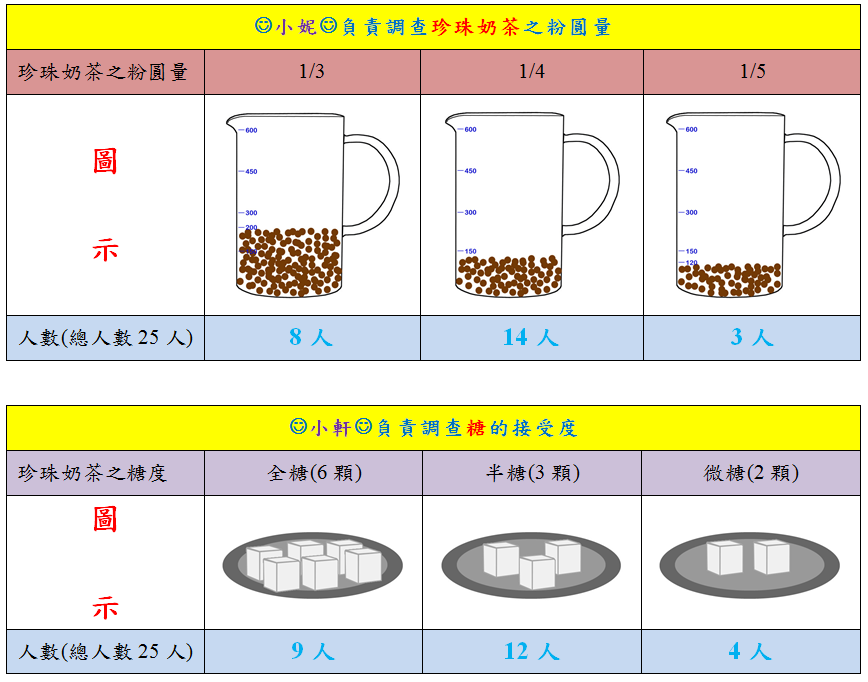 ☺小妮☺負責調查珍珠奶茶之粉圓量
珍珠奶茶之粉圓量 1/3 1/4 1/5
圖
示
600 600 600
450 450 450
300 300 300
200
150 150
120
人數(總人數 25 人) 8 人 14 人 3 人
☺小軒☺負責調查糖的接受度
珍珠奶茶之糖度 全糖(6 顆) 半糖(3 顆) 微糖(2 顆)
圖
示
人數(總人數 25 人) 9 人 12 人 4 人